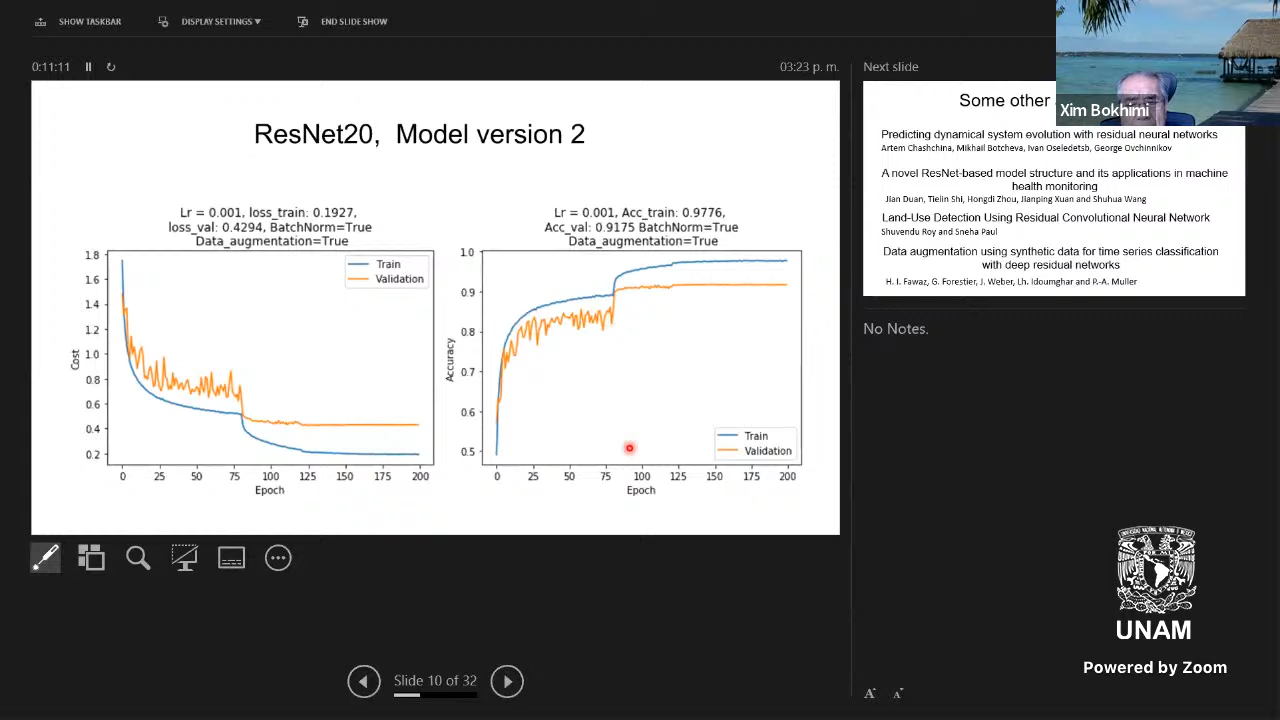 SHOW TASKBAR
DISPLAY SETTINGS ▼
END SLIDE SHOW
0:11:11
03:23 p. m.
ResNet20, Model version 2
Lr = 0.001, loss_train: 0.1927,
loss_val: 0.4294, BatchNorm=True
Data_augmentation=True
1.8
1.6
1.4
1.2
1.0
0.8
0.6
0.4
0.2
Cost
Train
Validation
0 25 50 75 100 125 150 175 200
Epoch
Lr = 0.001, Acc_train: 0.9776,
Acc_val: 0.9175 BatchNorm=True
Data_augmentation=True
1.0
0.9
0.8
0.7
0.6
0.5
Accuracy
Train
Validation
0 25 50 75 100 125 150 175 200
Epoch
Slide 10 of 32
Next slide
Xim Bokhimi
Some other
Predicting dynamical system evolution with residual neural networks
Artem Chashchina, Mikhail Botcheva, Ivan Oseledetsb, George Ovchinnikov
A novel ResNet-based model structure and its applications in machine
health monitoring
Jian Duan, Tielin Shi, Hongdi Zhou, Jianping Xuan and Shuhua Wang
Land-Use Detection Using Residual Convolutional Neural Network
Shuvendu Roy and Sneha Paul
Data augmentation using synthetic data for time series classification
with deep residual networks
H. I. Fawaz, G. Forestier, J. Weber, Lh. Idoumghar and P.-A. Muller
No Notes.
A A
UNAM
Powered by Zoom